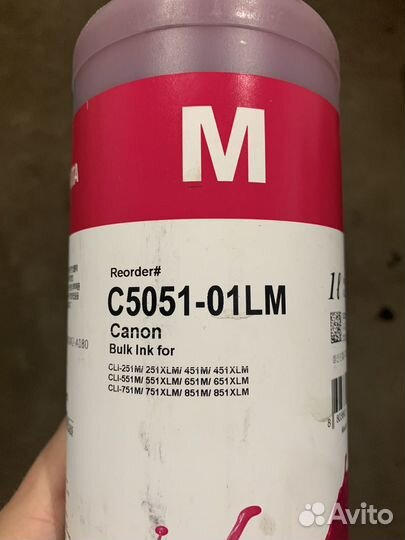 M
Reorder#
C5051-01LM
Canon
Bulk Ink for
CLI-251M/ 251XLM/ 451M/ 451XLM
CLI-551M/ 551XLM/ 651M/ 651XLM
CLI-751M/ 751XLM/ 851M/ 851XLM
Avito